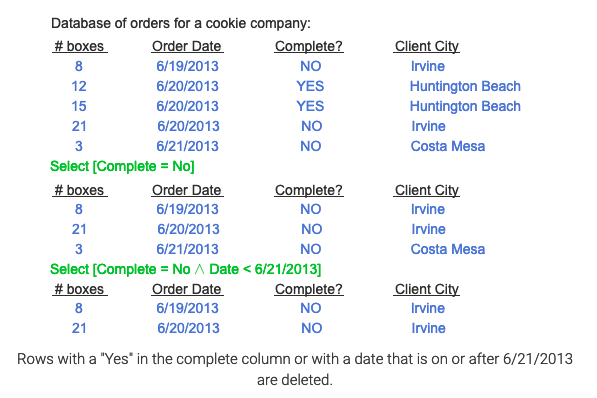 Database of orders for a cookie company:
# boxes Order Date Complete? Client City
8 6/19/2013 NO Irvine
12 6/20/2013 YES Huntington Beach
15 6/20/2013 YES Huntington Beach
21 6/20/2013 NO Irvine
3 6/21/2013 NO Costa Mesa
Select [Complete = No]
# boxes Order Date Complete? Client City
8 6/19/2013 NO Irvine
21 6/20/2013 NO Irvine
3 6/21/2013 NO Costa Mesa
Select [Complete = No ∧ Date < 6/21/2013]
# boxes Order Date Complete? Client City
8 6/19/2013 NO Irvine
21 6/20/2013 NO Irvine
Rows with a "Yes" in the complete column or with a date that is on or after 6/21/2013
are deleted.